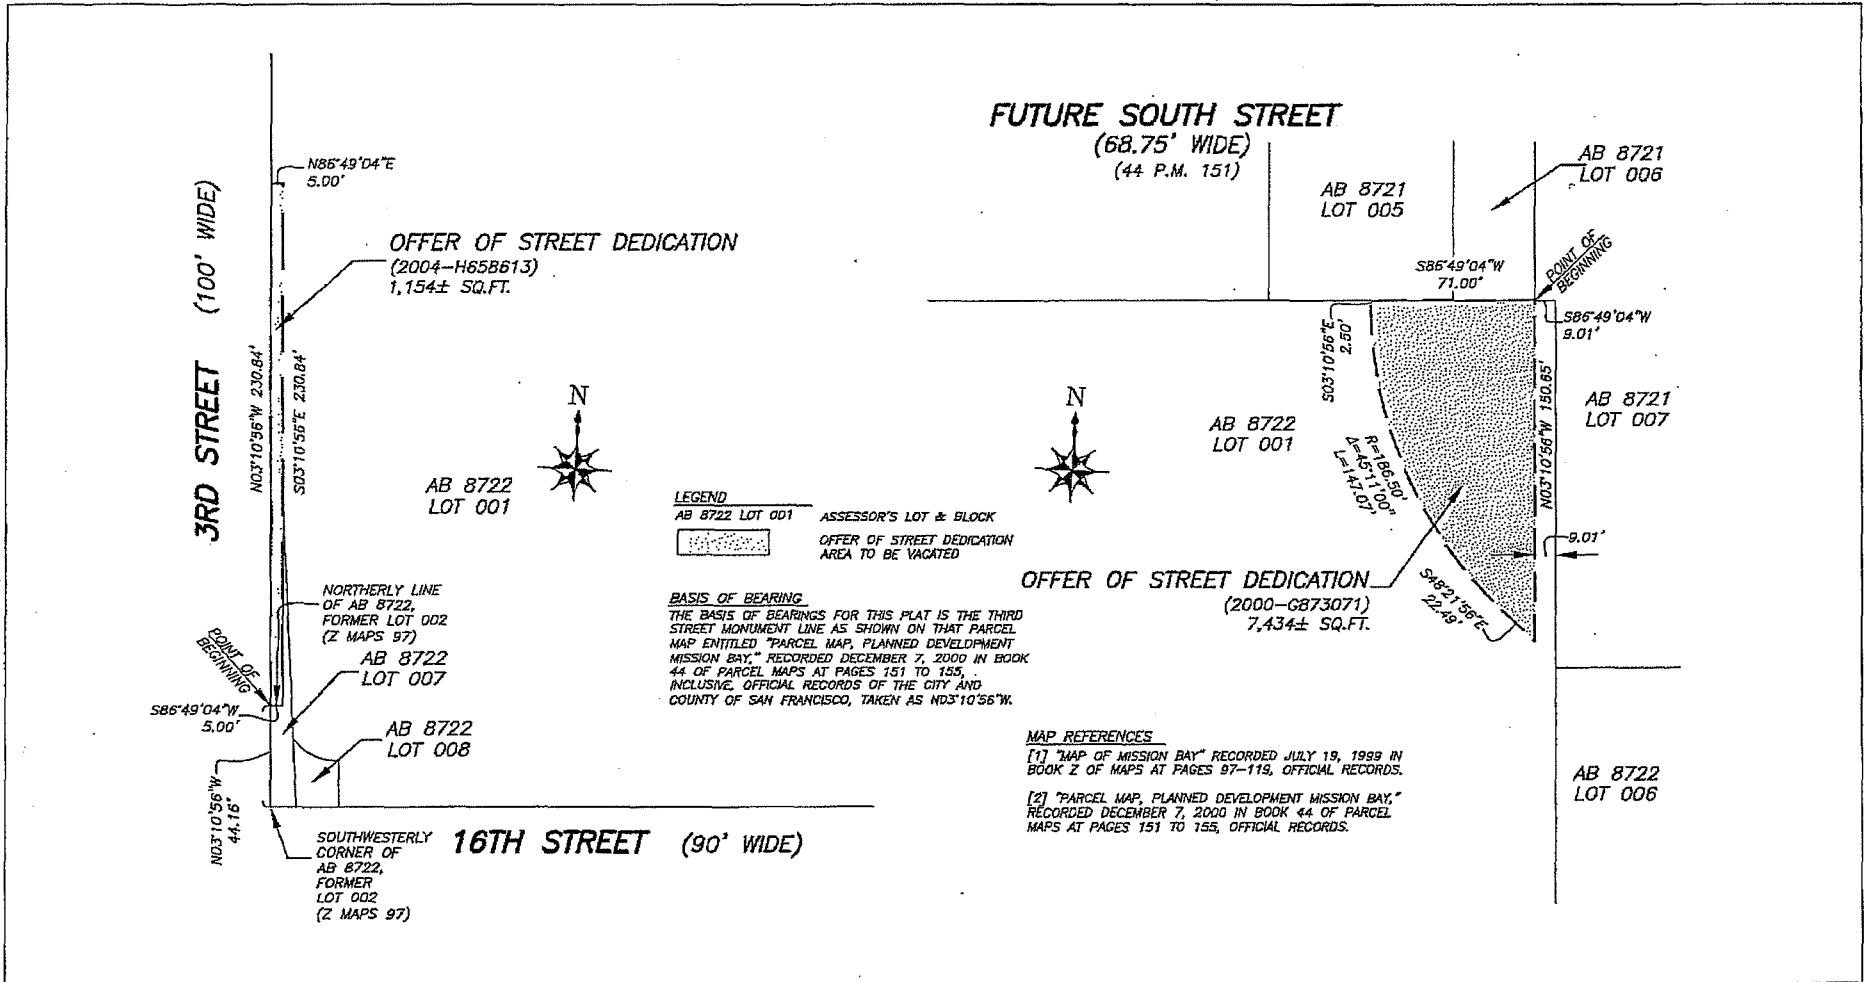 FUTURE SOUTH STREET
(68.75' WIDE)
(44 P.M. 151)
AB 8721
LOT 006
AB 8721
LOT 005
N86°49'04"E
5.00'
3RD STREET (100' WIDE)
OFFER OF STREET DEDICATION
(2004-H658613)
1,154± SQ.FT.
N03°10'56"W 230.84'
S03°10'56"E 230.84'
S86°49'04"W
71.00'
POINT OF
BEGINNING
S86°49'04"W
9.01'
S03°10'56"E
2.50'
N03°10'56"W 150.65'
AB 8721
LOT 007
N
N
AB 8722
LOT 001
AB 8722
LOT 001
R=186.50'
Δ=45°11'00"
L=147.07'
LEGEND
AB 8722 LOT 001 ASSESSOR'S LOT & BLOCK
OFFER OF STREET DEDICATION
AREA TO BE VACATED
9.01'
OFFER OF STREET DEDICATION
(2000-G873071)
7,434± SQ.FT.
S48°21'56"E
22.49'
NORTHERLY LINE
OF AB 8722,
FORMER LOT 002
(Z MAPS 97)
POINT OF
BEGINNING
AB 8722
LOT 007
S86°49'04"W
5.00'
AB 8722
LOT 008
N03°10'56"W
44.16'
BASIS OF BEARING
THE BASIS OF BEARINGS FOR THIS PLAT IS THE THIRD
STREET MONUMENT LINE AS SHOWN ON THAT PARCEL
MAP ENTITLED "PARCEL MAP, PLANNED DEVELOPMENT
MISSION BAY," RECORDED DECEMBER 7, 2000 IN BOOK
44 OF PARCEL MAPS AT PAGES 151 TO 155,
INCLUSIVE, OFFICIAL RECORDS OF THE CITY AND
COUNTY OF SAN FRANCISCO, TAKEN AS N03°10'56"W.
MAP REFERENCES
[1] "MAP OF MISSION BAY" RECORDED JULY 19, 1999 IN
BOOK Z OF MAPS AT PAGES 97-119, OFFICIAL RECORDS.
[2] "PARCEL MAP, PLANNED DEVELOPMENT MISSION BAY,"
RECORDED DECEMBER 7, 2000 IN BOOK 44 OF PARCEL
MAPS AT PAGES 151 TO 155, OFFICIAL RECORDS.
AB 8722
LOT 006
SOUTHWESTERLY
CORNER OF
AB 8722,
FORMER
LOT 002
(Z MAPS 97)
16TH STREET (90' WIDE)